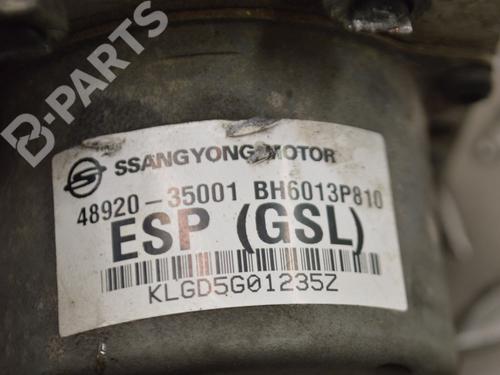 B-PARTS
SSANGYONG MOTOR
48920-35001 BH6013P810
ESP (GSL)
KLGD5G01235Z